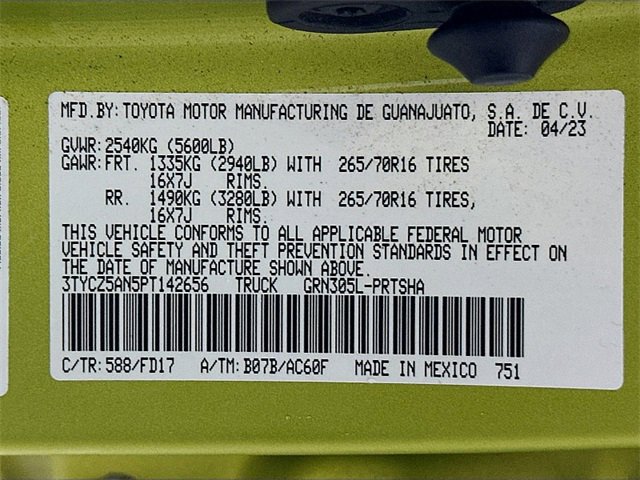 MFD.BY: TOYOTA MOTOR MANUFACTURING DE GUANAJUATO, S.A. DE C.V.
DATE: 04/23
GVWR: 2540KG (5600LB)
GAWR: FRT. 1335KG (2940LB) WITH 265/70R16 TIRES
16X7J RIMS.
RR. 1490KG (3280LB) WITH 265/70R16 TIRES,
16X7J RIMS.
THIS VEHICLE CONFORMS TO ALL APPLICABLE FEDERAL MOTOR
VEHICLE SAFETY AND THEFT PREVENTION STANDARDS IN EFFECT ON
THE DATE OF MANUFACTURE SHOWN ABOVE.
3TYCZ5AN5PT142656 TRUCK GRN305L-PRTSHA
C/TR: 588/FD17 A/TM: B07B/AC60F MADE IN MEXICO 751